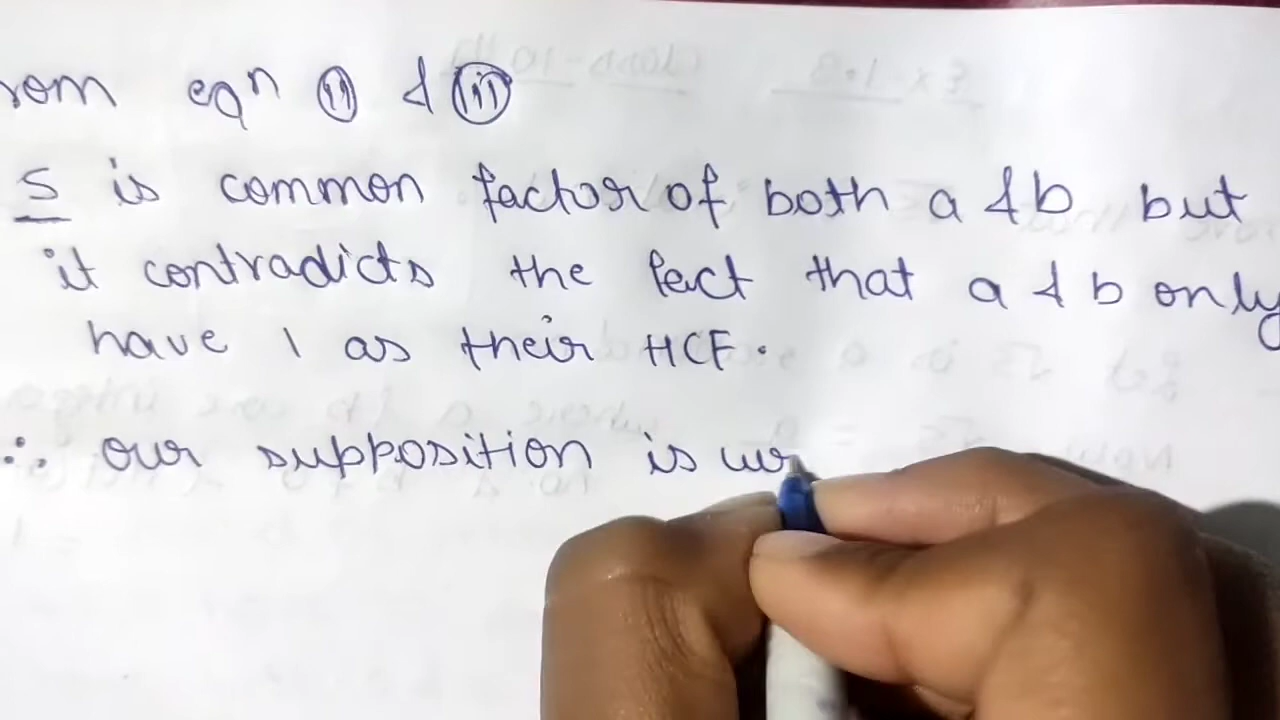 rom eqn (ii) & (iii)
5 is common factor of both a & b but
it contradicts the fact that a & b only
have 1 as their HCF.
∴ our supposition is wr